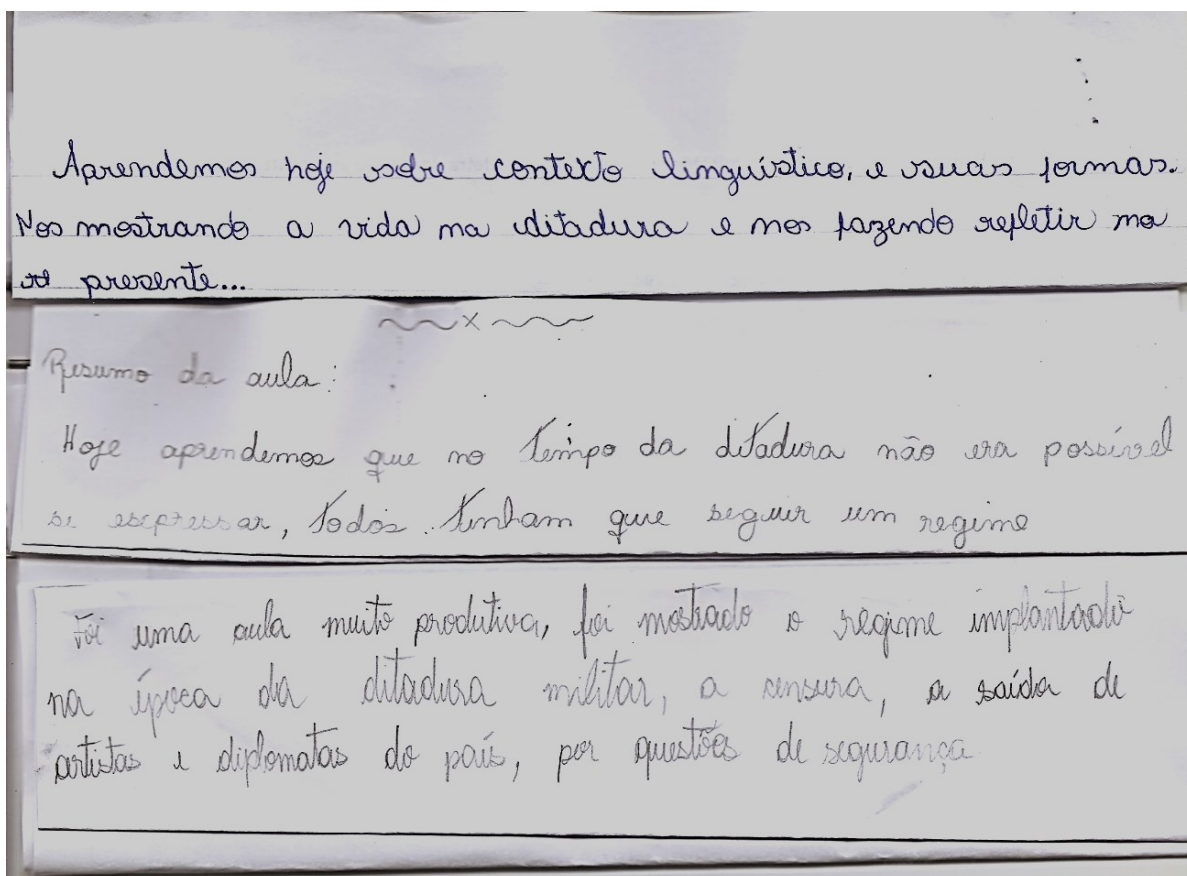 Aprendemos hoje sobre contexto linguístico, e suas formas.
Nos mostrando a vida na ditadura e nos fazendo refletir no
presente...
Resumo da aula:
Hoje aprendemos que no tempo da ditadura não era possível
se expressar, todos tinham que seguir um regime
Foi uma aula muito produtiva, foi mostrado o regime implantado
na época da ditadura militar, a censura, a saída de
artistas e diplomatas do país, por questões de segurança